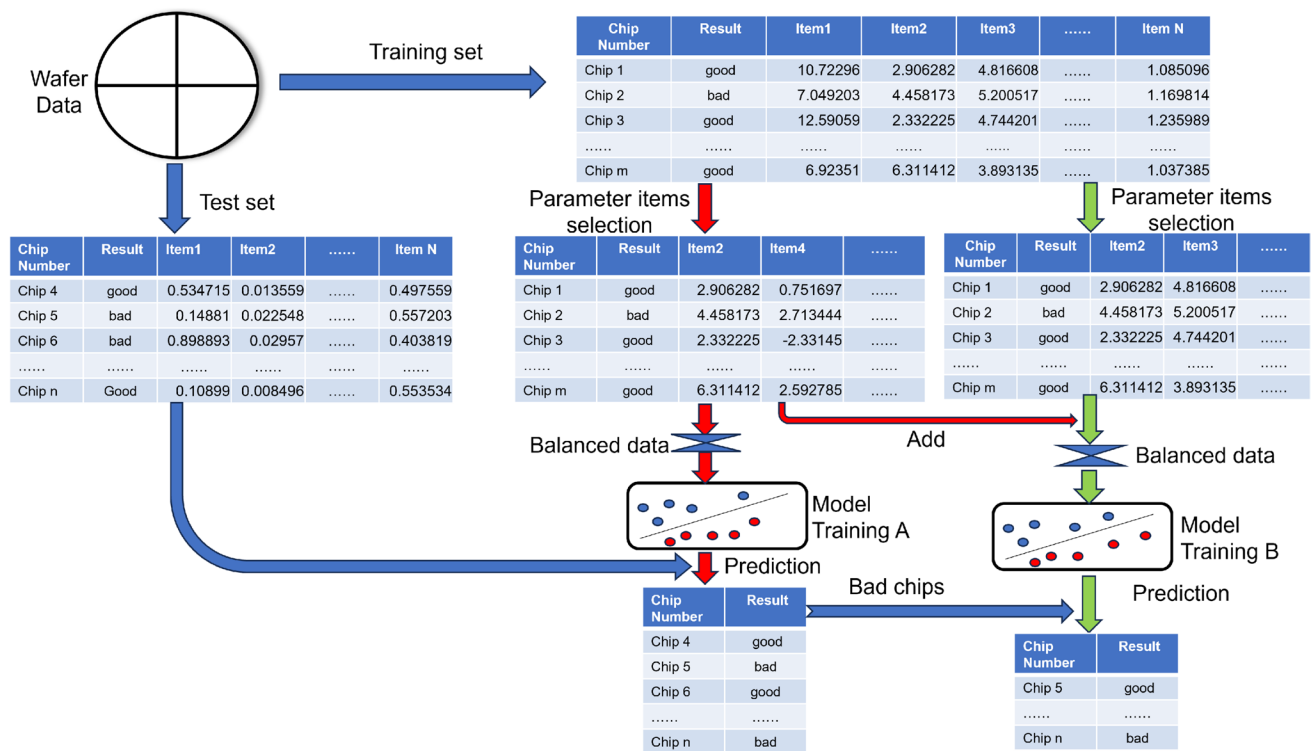 Wafer
Data
Training set
Chip Number Result Item1 Item2 Item3 …… Item N
Chip 1 good 10.72296 2.906282 4.816608 …… 1.085096
Chip 2 bad 7.049203 4.458173 5.200517 …… 1.169814
Chip 3 good 12.59059 2.332225 4.744201 …… 1.235989
…… …… …… …… …… …… ……
Chip m good 6.92351 6.311412 3.893135 …… 1.037385
Test set
Parameter items
selection
Parameter items
selection
Chip Number Result Item1 Item2 …… Item N
Chip 4 good 0.534715 0.013559 …… 0.497559
Chip 5 bad 0.14881 0.022548 …… 0.557203
Chip 6 bad 0.898893 0.02957 …… 0.403819
…… …… …… …… …… ……
Chip n Good 0.10899 0.008496 …… 0.553534
Chip Number Result Item2 Item4 ……
Chip 1 good 2.906282 0.751697 ……
Chip 2 bad 4.458173 2.713444 ……
Chip 3 good 2.332225 -2.33145 ……
…… …… …… …… ……
Chip m good 6.311412 2.592785 ……
Chip Number Result Item2 Item3 ……
Chip 1 good 2.906282 4.816608 ……
Chip 2 bad 4.458173 5.200517 ……
Chip 3 good 2.332225 4.744201 ……
…… …… …… …… ……
Chip m good 6.311412 3.893135 ……
Balanced data
Add
Balanced data
Model
Training A
Model
Training B
Prediction
Bad chips
Prediction
Chip Number Result
Chip 4 good
Chip 5 bad
Chip 6 good
…… ……
Chip n bad
Chip Number Result
Chip 5 good
…… ……
Chip n bad